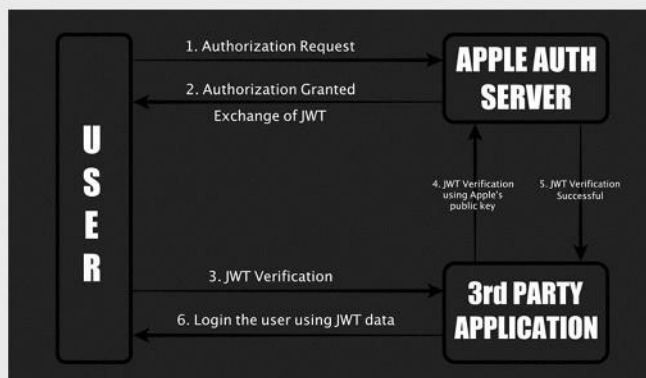 1. Authorization Request
2. Authorization Granted
Exchange of JWT
USER
APPLE AUTH
SERVER
4. JWT Verification
using Apple's
public key
5. JWT Verification
Successful
3. JWT Verification
6. Login the user using JWT data
3rd PARTY
APPLICATION